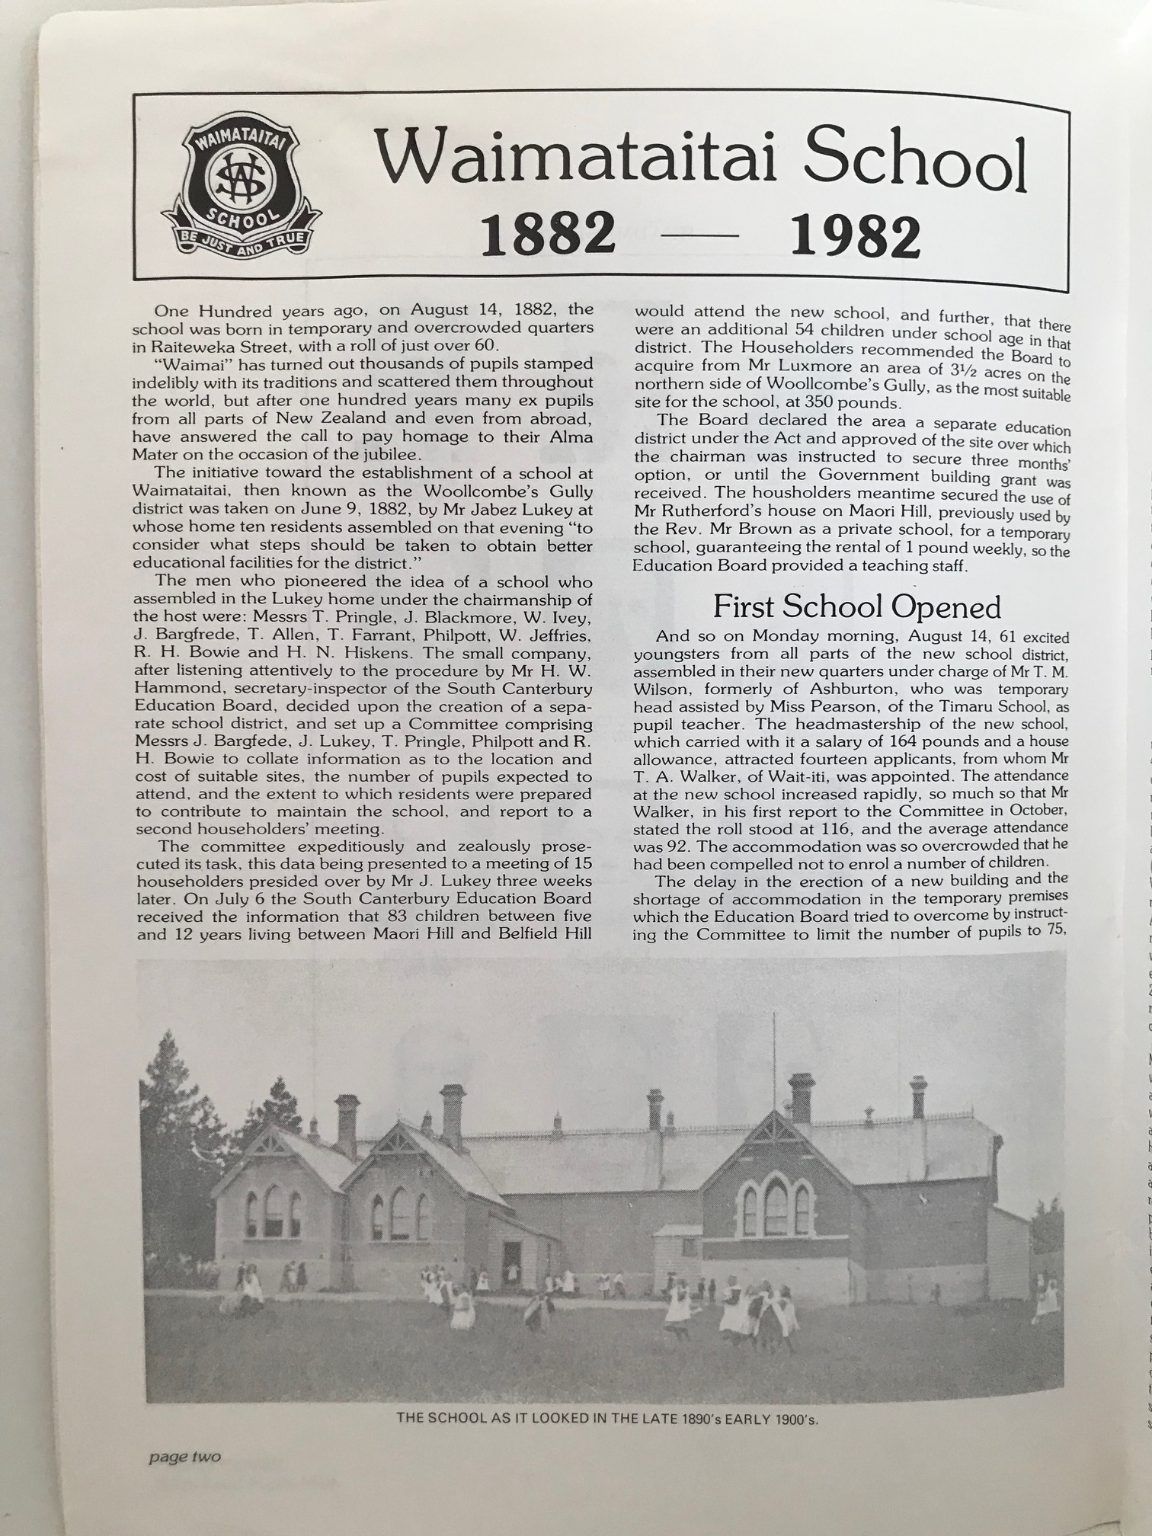 WAIMATAITAI
SCHOOL
BE JUST AND TRUE
Waimataitai School
1882 — 1982
One Hundred years ago, on August 14, 1882, the
school was born in temporary and overcrowded quarters
in Raiteweka Street, with a roll of just over 60.
“Waimai” has turned out thousands of pupils stamped
indelibly with its traditions and scattered them throughout
the world, but after one hundred years many ex pupils
from all parts of New Zealand and even from abroad,
have answered the call to pay homage to their Alma
Mater on the occasion of the jubilee.
The initiative toward the establishment of a school at
Waimataitai, then known as the Woollcombe's Gully
district was taken on June 9, 1882, by Mr Jabez Lukey at
whose home ten residents assembled on that evening “to
consider what steps should be taken to obtain better
educational facilities for the district.”
The men who pioneered the idea of a school who
assembled in the Lukey home under the chairmanship of
the host were: Messrs T. Pringle, J. Blackmore, W. Ivey,
J. Bargfrede, T. Allen, T. Farrant, Philpott, W. Jeffries,
R. H. Bowie and H. N. Hiskens. The small company,
after listening attentively to the procedure by Mr H. W.
Hammond, secretary-inspector of the South Canterbury
Education Board, decided upon the creation of a sepa-
rate school district, and set up a Committee comprising
Messrs J. Bargfede, J. Lukey, T. Pringle, Philpott and R.
H. Bowie to collate information as to the location and
cost of suitable sites, the number of pupils expected to
attend, and the extent to which residents were prepared
to contribute to maintain the school, and report to a
second householders' meeting.
The committee expeditiously and zealously prose-
cuted its task, this data being presented to a meeting of 15
householders presided over by Mr J. Lukey three weeks
later. On July 6 the South Canterbury Education Board
received the information that 83 children between five
and 12 years living between Maori Hill and Belfield Hill
would attend the new school, and further, that there
were an additional 54 children under school age in that
district. The Householders recommended the Board to
acquire from Mr Luxmore an area of 3½ acres on the
northern side of Woollcombe's Gully, as the most suitable
site for the school, at 350 pounds.
The Board declared the area a separate education
district under the Act and approved of the site over which
the chairman was instructed to secure three months'
option, or until the Government building grant was
received. The housholders meantime secured the use of
Mr Rutherford's house on Maori Hill, previously used by
the Rev. Mr Brown as a private school, for a temporary
school, guaranteeing the rental of 1 pound weekly, so the
Education Board provided a teaching staff.
First School Opened
And so on Monday morning, August 14, 61 excited
youngsters from all parts of the new school district,
assembled in their new quarters under charge of Mr T. M.
Wilson, formerly of Ashburton, who was temporary
head assisted by Miss Pearson, of the Timaru School, as
pupil teacher. The headmastership of the new school,
which carried with it a salary of 164 pounds and a house
allowance, attracted fourteen applicants, from whom Mr
T. A. Walker, of Wait-iti, was appointed. The attendance
at the new school increased rapidly, so much so that Mr
Walker, in his first report to the Committee in October,
stated the roll stood at 116, and the average attendance
was 92. The accommodation was so overcrowded that he
had been compelled not to enrol a number of children.
The delay in the erection of a new building and the
shortage of accommodation in the temporary premises
which the Education Board tried to overcome by instruct-
ing the Committee to limit the number of pupils to 75,
THE SCHOOL AS IT LOOKED IN THE LATE 1890's EARLY 1900's.
page two